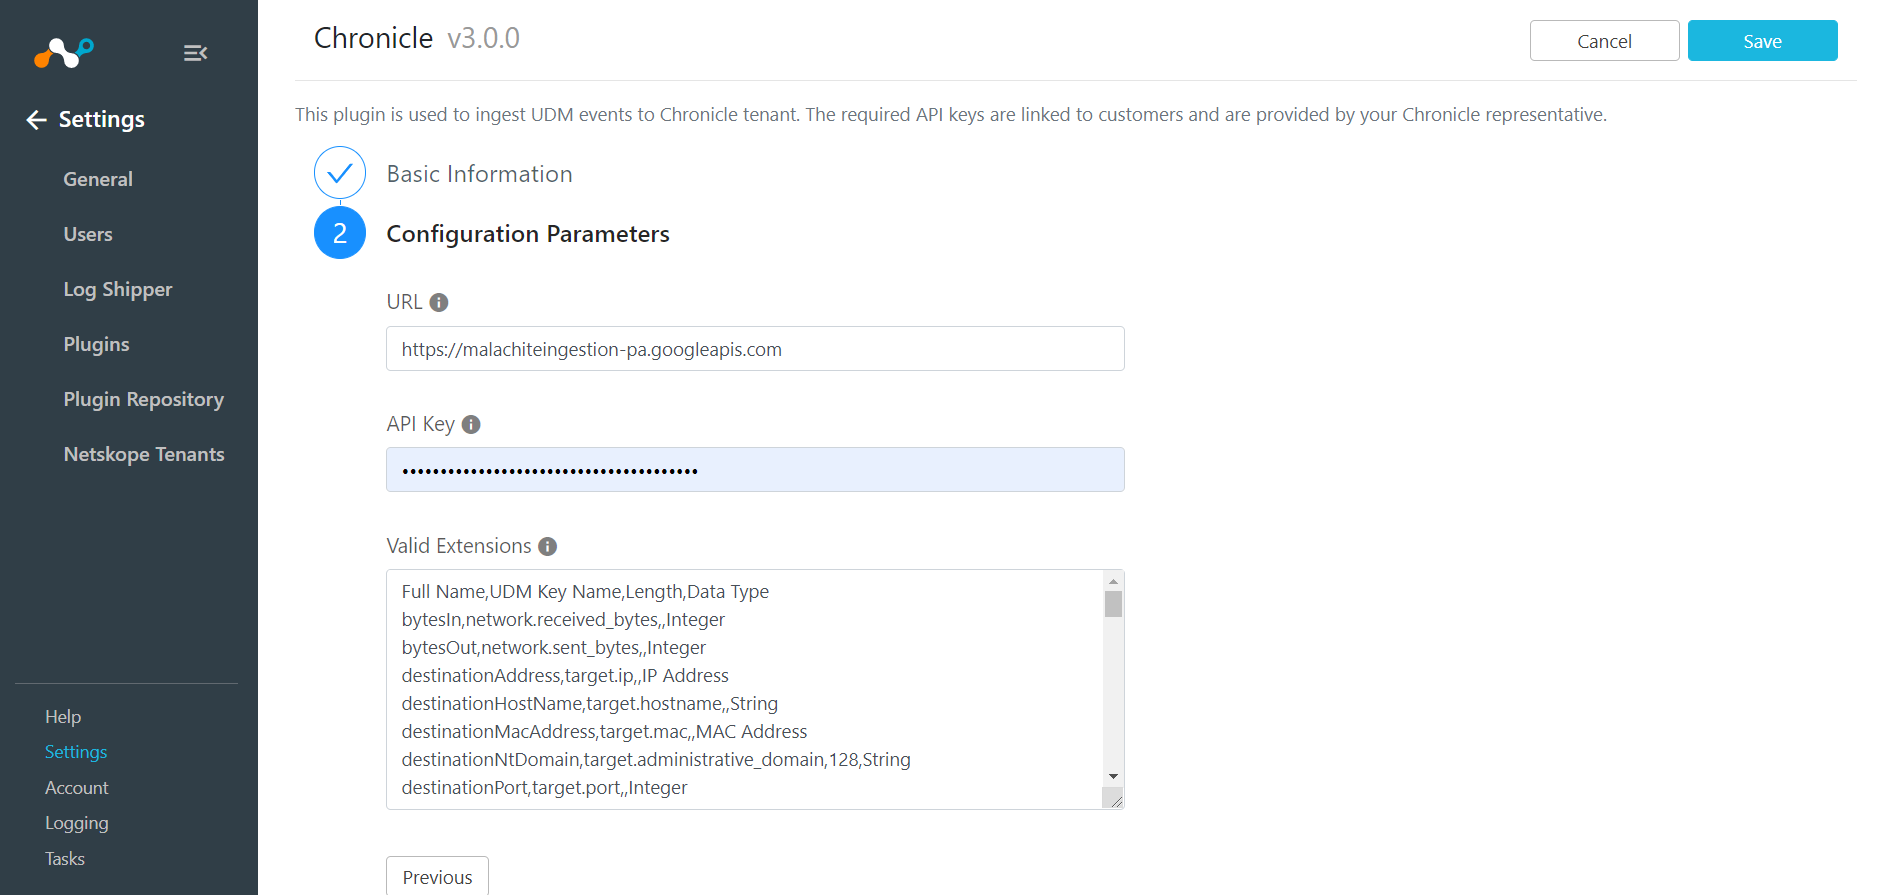 Settings
General
Users
Log Shipper
Plugins
Plugin Repository
Netskope Tenants
Help
Settings
Account
Logging
Tasks
Chronicle v3.0.0
Cancel
Save
This plugin is used to ingest UDM events to Chronicle tenant. The required API keys are linked to customers and are provided by your Chronicle representative.
Basic Information
2 Configuration Parameters
URL
https://malachiteingestion-pa.googleapis.com
API Key
Valid Extensions
Full Name,UDM Key Name,Length,Data Type
bytesIn,network.received_bytes,,Integer
bytesOut,network.sent_bytes,,Integer
destinationAddress,target.ip,,IP Address
destinationHostName,target.hostname,,String
destinationMacAddress,target.mac,,MAC Address
destinationNtDomain,target.administrative_domain,128,String
destinationPort,target.port,,Integer
Previous